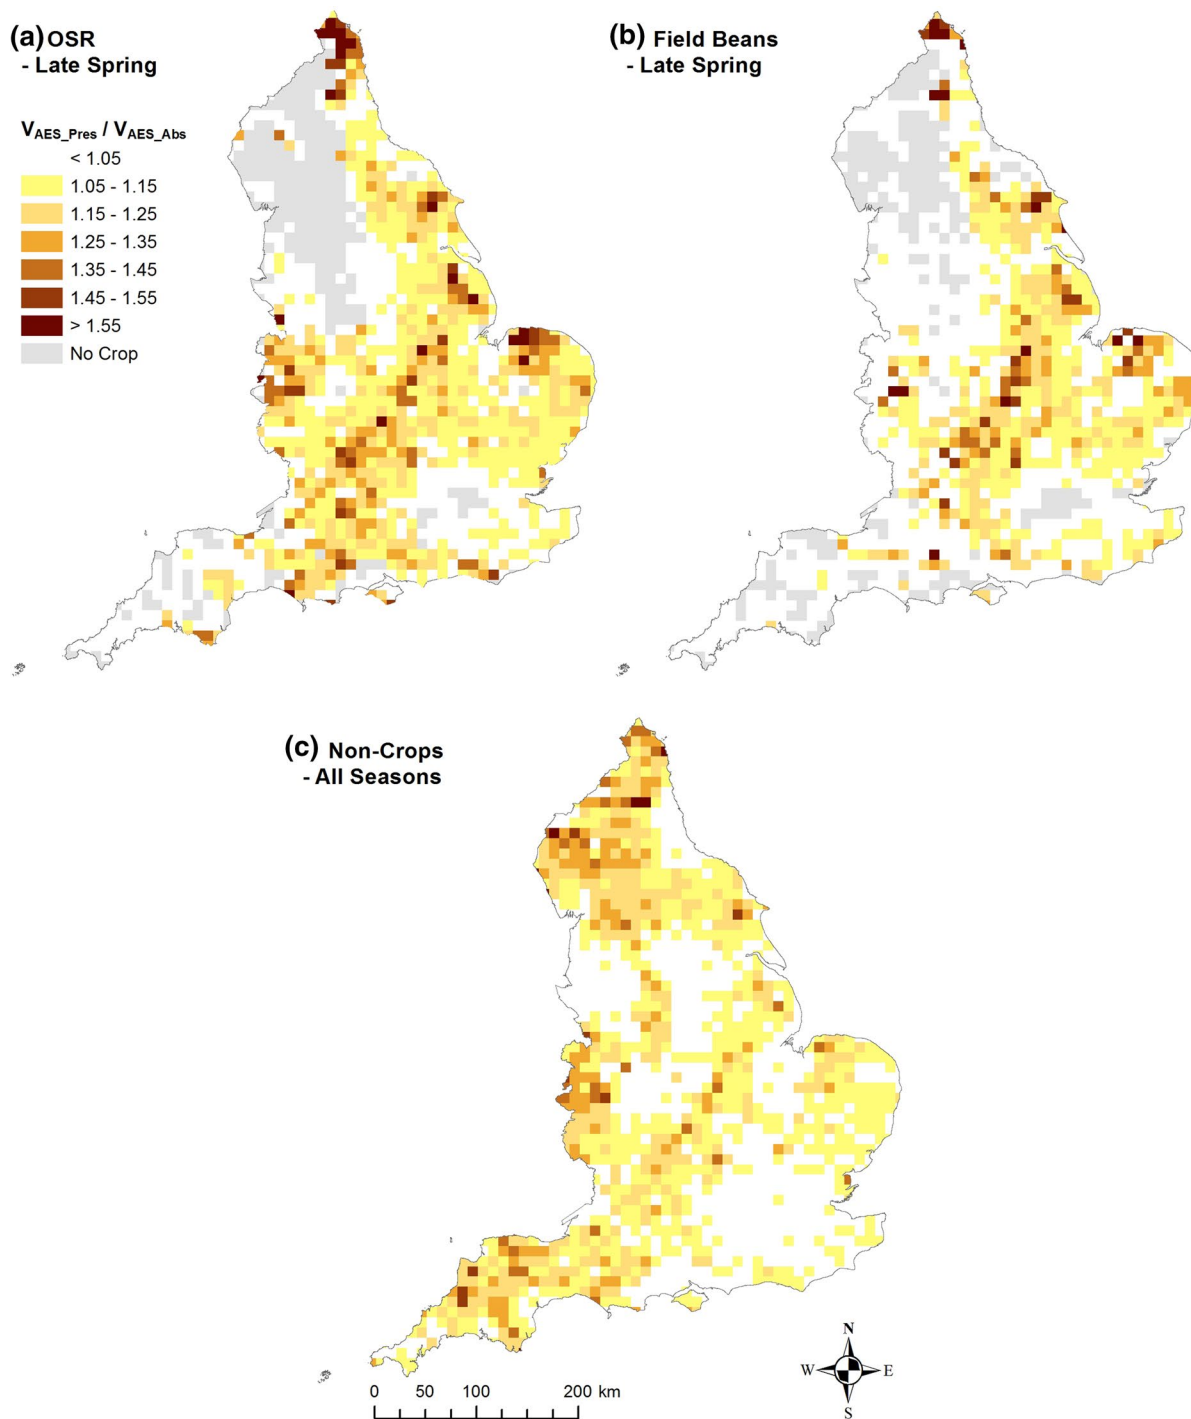 (a) OSR
- Late Spring
V_AES_Pres / V_AES_Abs
< 1.05
1.05 - 1.15
1.15 - 1.25
1.25 - 1.35
1.35 - 1.45
1.45 - 1.55
> 1.55
No Crop
(b) Field Beans
- Late Spring
(c) Non-Crops
- All Seasons
N
W E
S
0 50 100 200 km